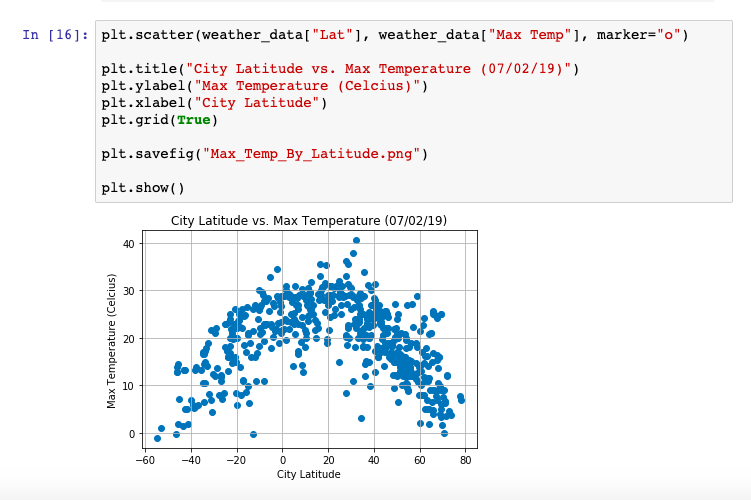 In [16]: plt.scatter(weather_data["Lat"], weather_data["Max Temp"], marker="o")
plt.title("City Latitude vs. Max Temperature (07/02/19)")
plt.ylabel("Max Temperature (Celcius)")
plt.xlabel("City Latitude")
plt.grid(True)
plt.savefig("Max_Temp_By_Latitude.png")
plt.show()
City Latitude vs. Max Temperature (07/02/19)
Max Temperature (Celcius)
40
30
20
10
0
−60 −40 −20 0 20 40 60 80
City Latitude